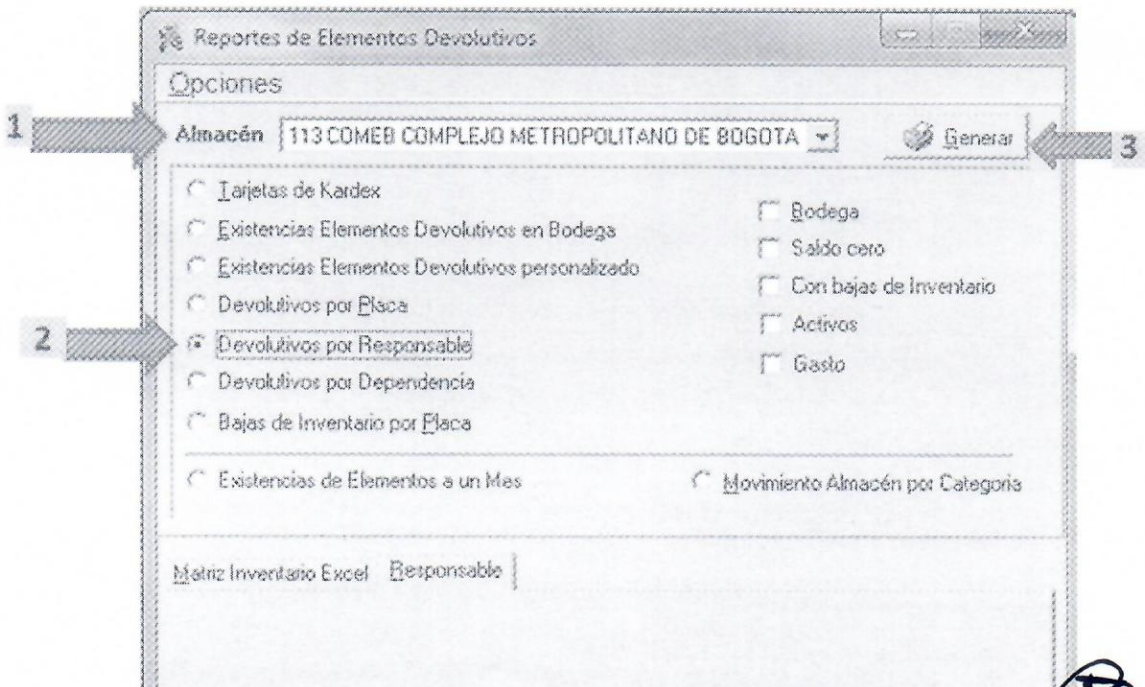 Reportes de Elementos Devolutivos
Opciones
1
Almacén 113 COMEB COMPLEJO METROPOLITANO DE BOGOTA Generar
3
Tarjetas de Kardex
Bodega
Existencias Elementos Devolutivos en Bodega
Saldo cero
Existencias Elementos Devolutivos personalizado
Con bajas de Inventario
Devolutivos por Placa
Activos
2
Devolutivos por Responsable
Gasto
Devolutivos por Dependencia
Bajas de Inventario por Placa
Existencias de Elementos a un Mes
Movimiento Almacén por Categoria
Matriz Inventario Excel Responsable